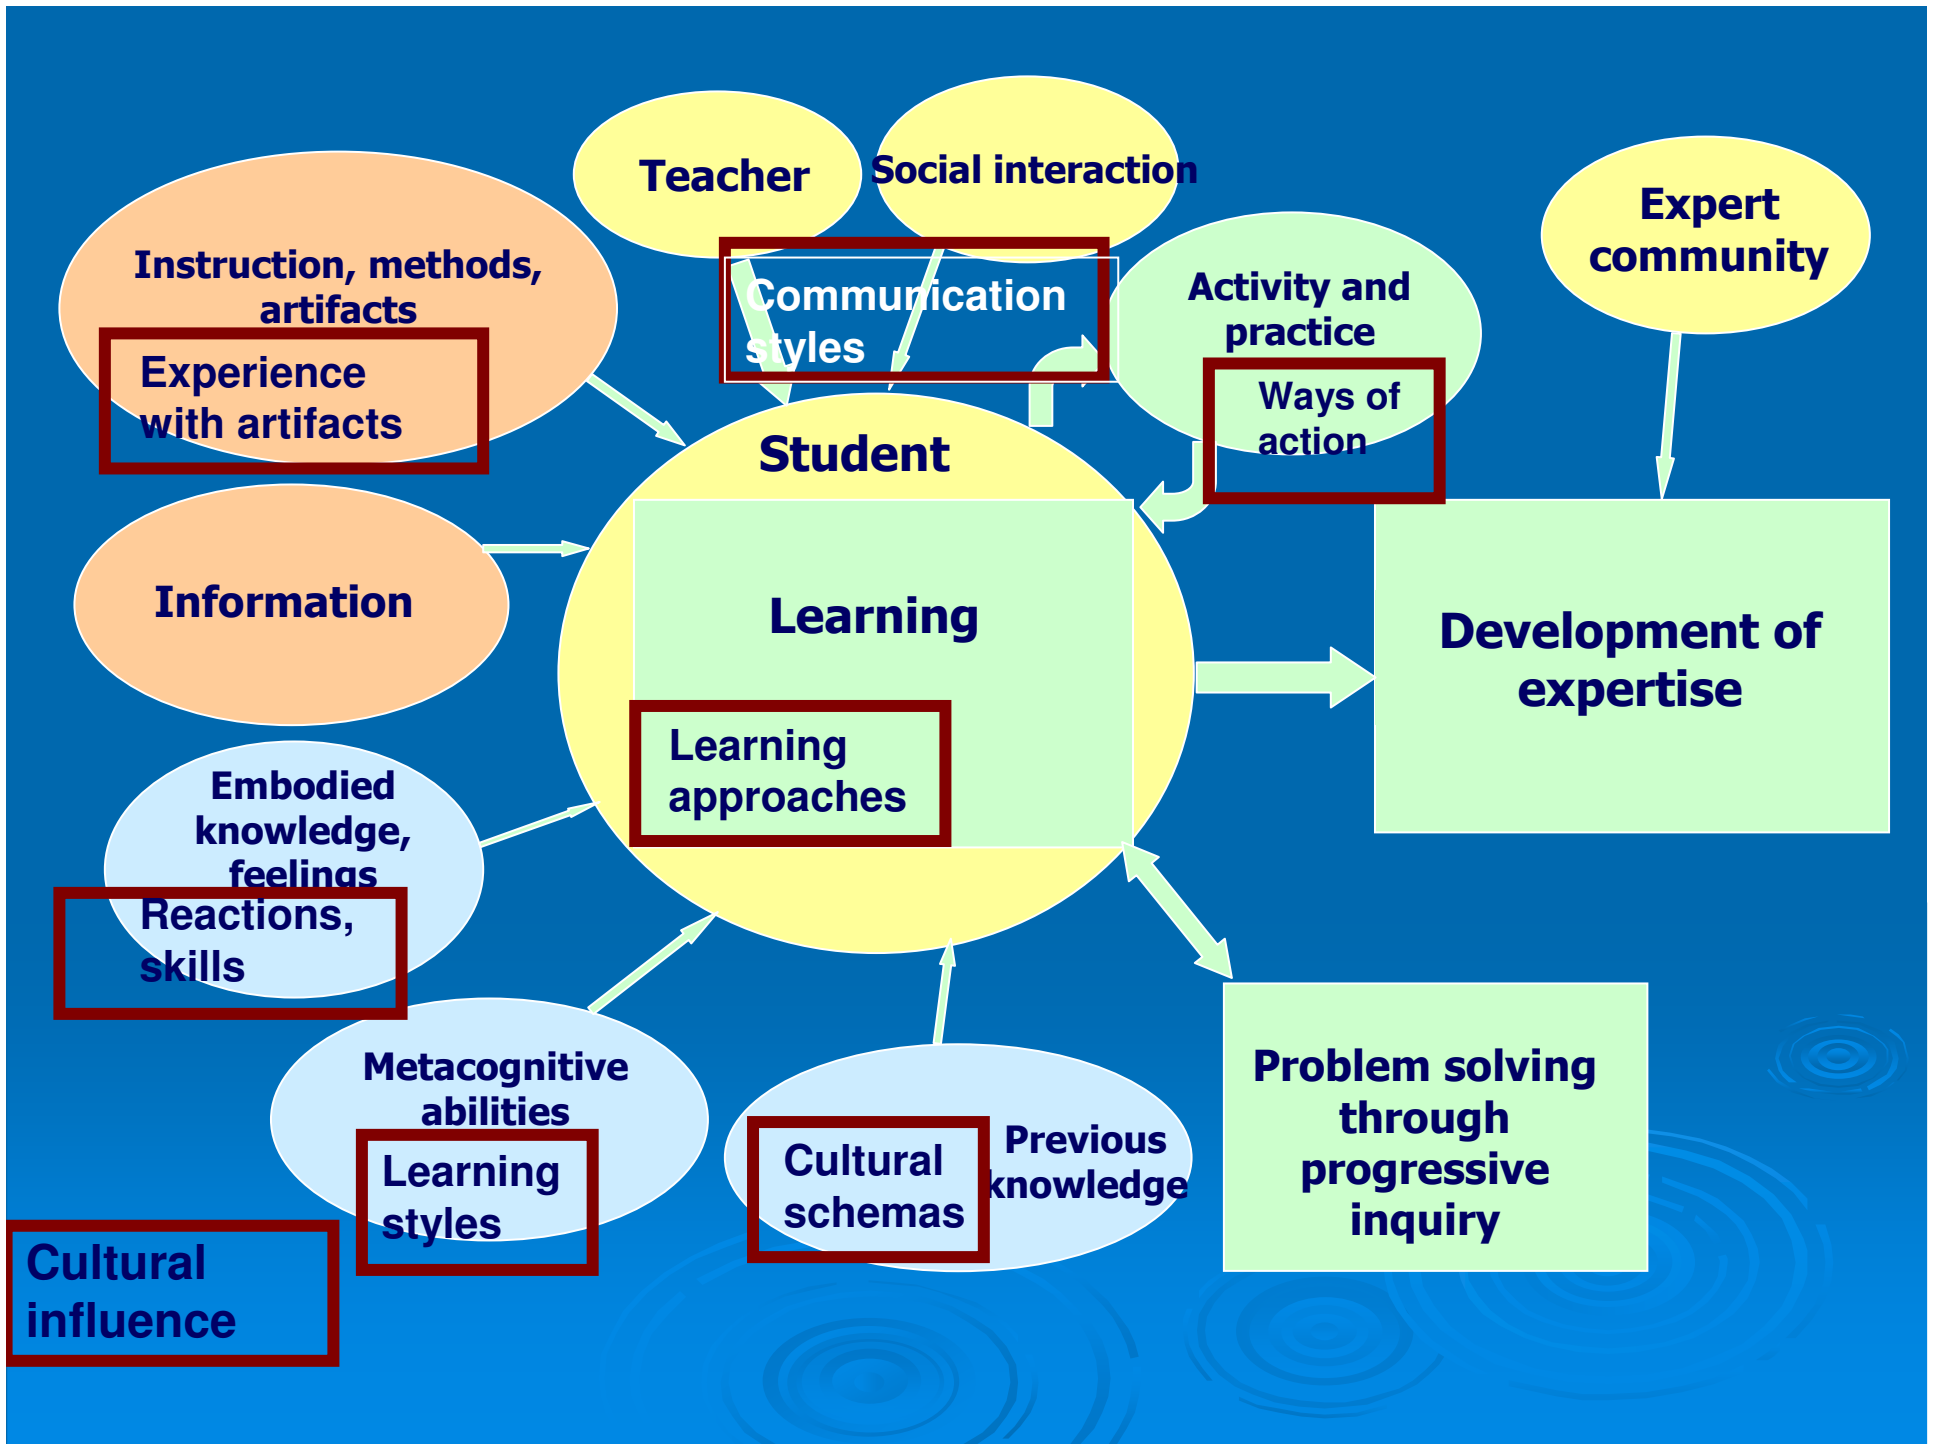 Teacher
Social interaction
Expert
community
Instruction, methods,
artifacts
Experience
with artifacts
Communication
styles
Activity and
practice
Ways of
action
Student
Information
Learning
Development of
expertise
Learning
approaches
Embodied
knowledge,
feelings
Reactions,
skills
Metacognitive
abilities
Learning
styles
Cultural
schemas
Previous
knowledge
Problem solving
through
progressive
inquiry
Cultural
influence